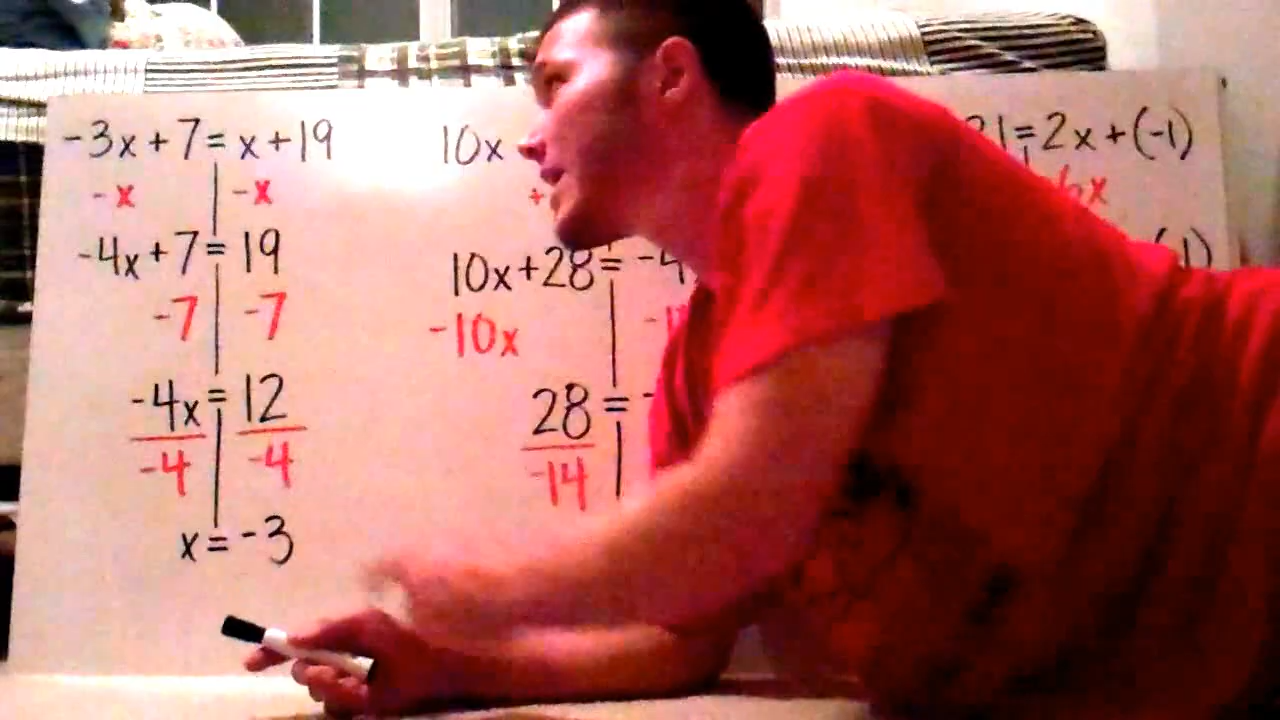 -3x+7=x+19
-x -x
-4x+7=19
-7 -7
-4x=12
-4 -4
x=-3
10x
+
10x+28=-4
-10x
28=-
-14
1=2x+(-1)
6x
1)